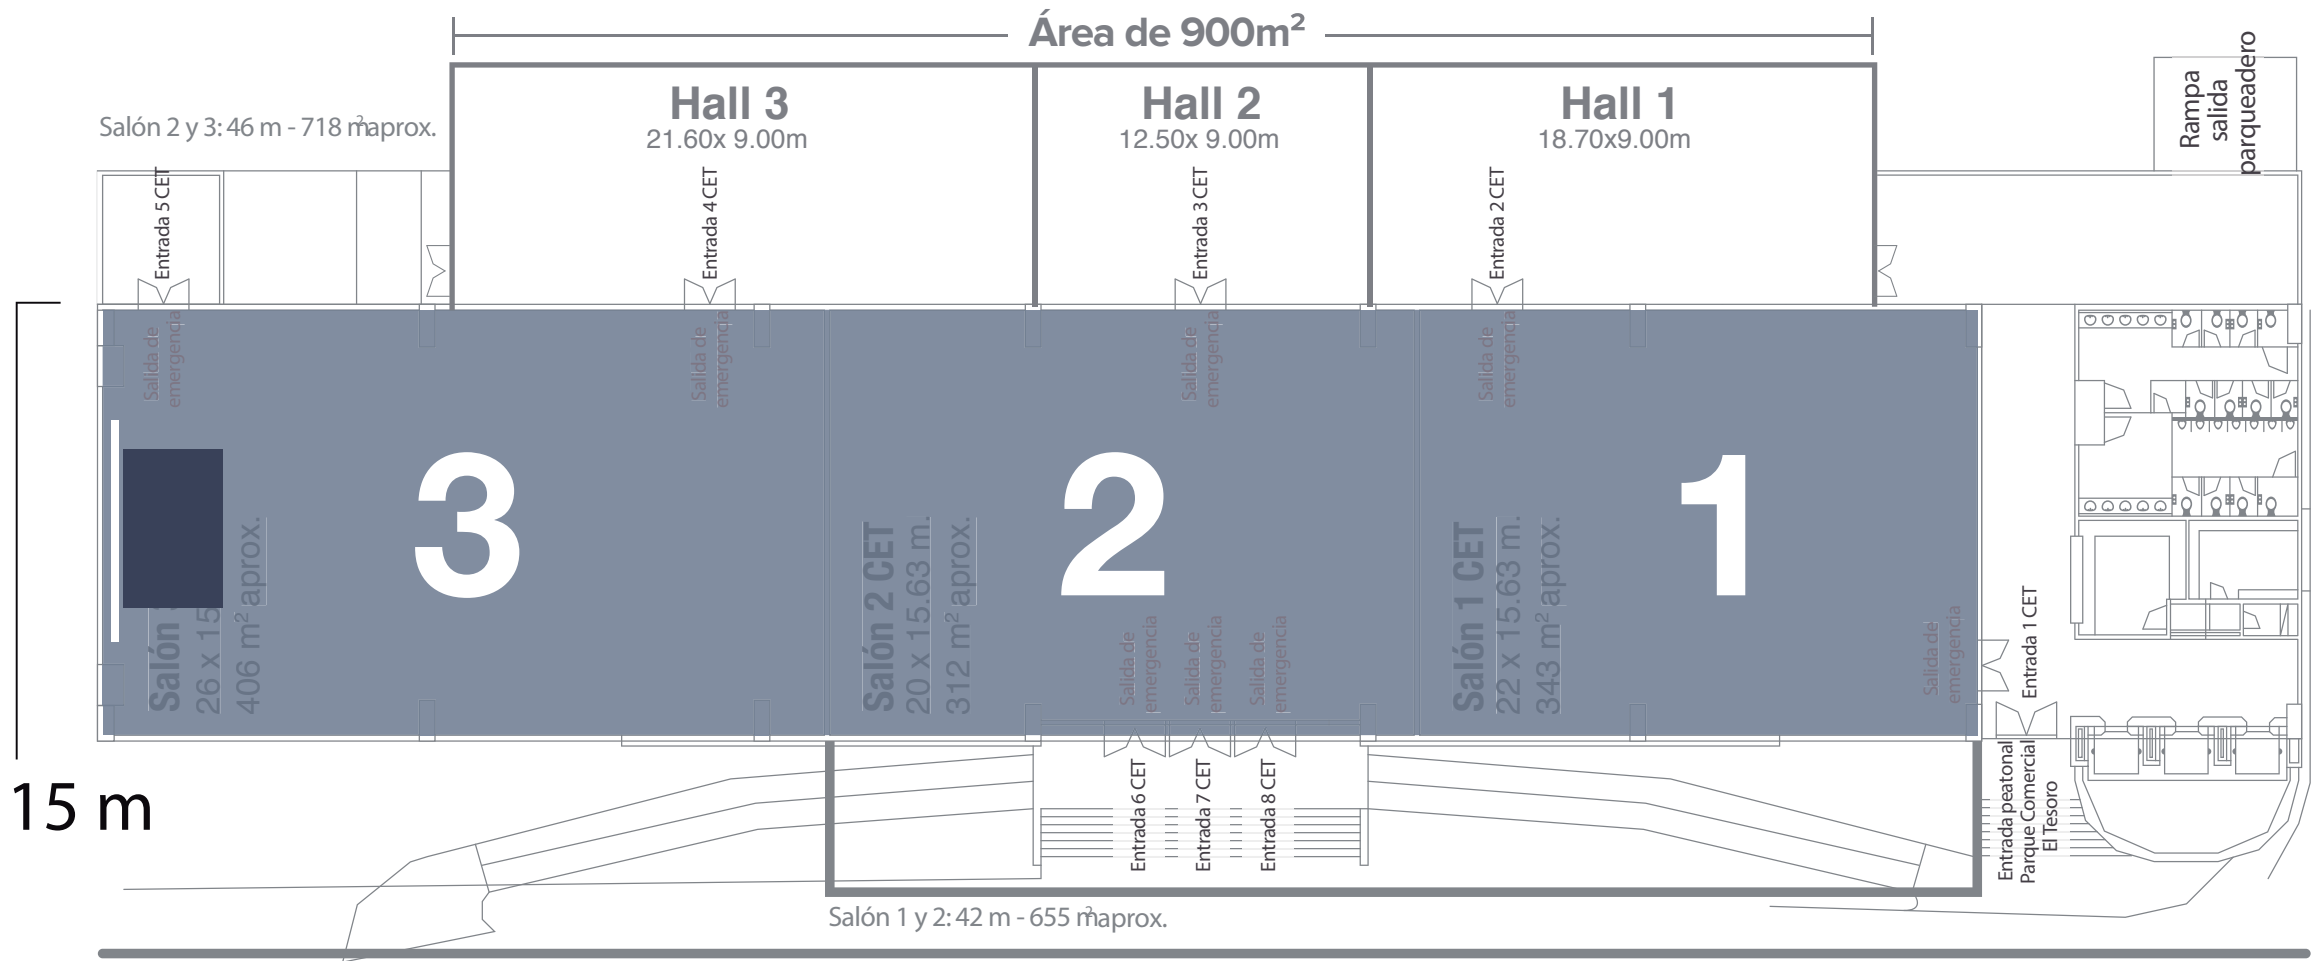 Área de 900m²
Hall 3
21.60x 9.00m
Hall 2
12.50x 9.00m
Hall 1
18.70x9.00m
Rampa
salida
parqueadero
Salón 2 y 3: 46 m - 718 m² aprox.
Entrada 5 CET
Entrada 4 CET
Entrada 3 CET
Entrada 2 CET
Salida de
emergencia
Salida de
emergencia
Salida de
emergencia
Salida de
emergencia
3
2
1
Salón
26 x 15
406 m² aprox.
Salón 2 CET
20 x 15.63 m.
312 m² aprox.
Salón 1 CET
22 x 15.63 m.
343 m² aprox.
Salida de
emergencia
Salida de
emergencia
Salida de
emergencia
Salida de
emergencia
Entrada 1 CET
15 m
Entrada 6 CET
Entrada 7 CET
Entrada 8 CET
Entrada peatonal
Parque Comercial
El Tesoro
Salón 1 y 2: 42 m - 655 m² aprox.